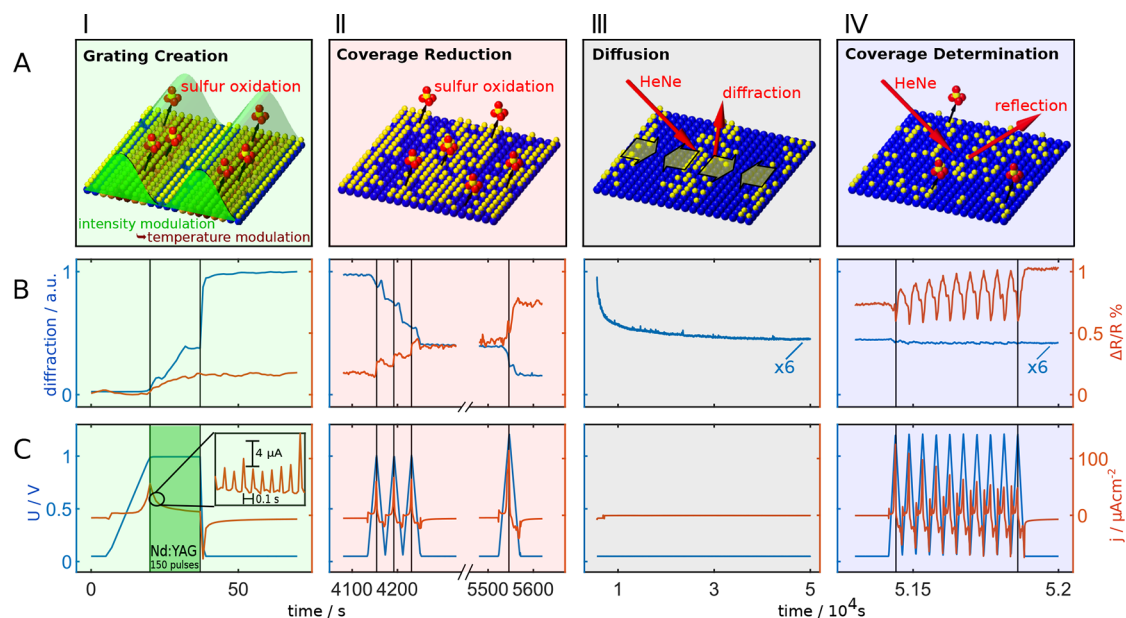 I II III IV
A
Grating Creation
sulfur oxidation
intensity modulation
➥temperature modulation
Coverage Reduction
sulfur oxidation
Diffusion
HeNe
diffraction
Coverage Determination
HeNe
reflection
B
diffraction / a.u.
1
0
x6
x6
1
0.5
0
ΔR/R %
C
U / V
1
0.5
0
4 µA
0.1 s
Nd:YAG
150 pulses
100
0
j / µAcm⁻²
0 50
4100 4200 5500 5600
1 3 5
5.15 5.2
time / s
time / 10⁴s